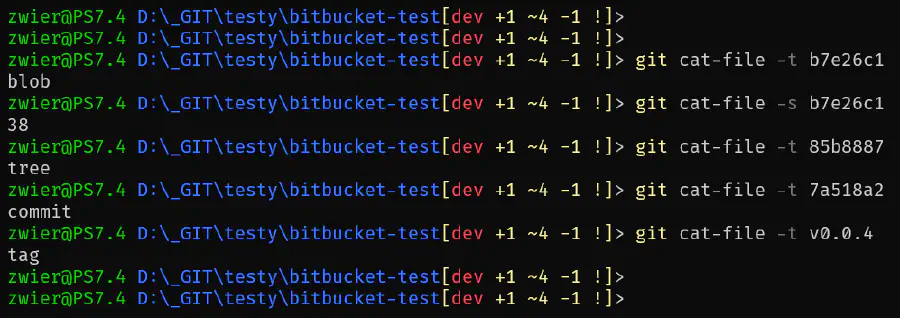 zwier@PS7.4 D:\_GIT\testy\bitbucket-test[dev +1 ~4 -1 !]>
zwier@PS7.4 D:\_GIT\testy\bitbucket-test[dev +1 ~4 -1 !]>
zwier@PS7.4 D:\_GIT\testy\bitbucket-test[dev +1 ~4 -1 !]> git cat-file -t b7e26c1
blob
zwier@PS7.4 D:\_GIT\testy\bitbucket-test[dev +1 ~4 -1 !]> git cat-file -s b7e26c1
38
zwier@PS7.4 D:\_GIT\testy\bitbucket-test[dev +1 ~4 -1 !]> git cat-file -t 85b8887
tree
zwier@PS7.4 D:\_GIT\testy\bitbucket-test[dev +1 ~4 -1 !]> git cat-file -t 7a518a2
commit
zwier@PS7.4 D:\_GIT\testy\bitbucket-test[dev +1 ~4 -1 !]> git cat-file -t v0.0.4
tag
zwier@PS7.4 D:\_GIT\testy\bitbucket-test[dev +1 ~4 -1 !]>
zwier@PS7.4 D:\_GIT\testy\bitbucket-test[dev +1 ~4 -1 !]>